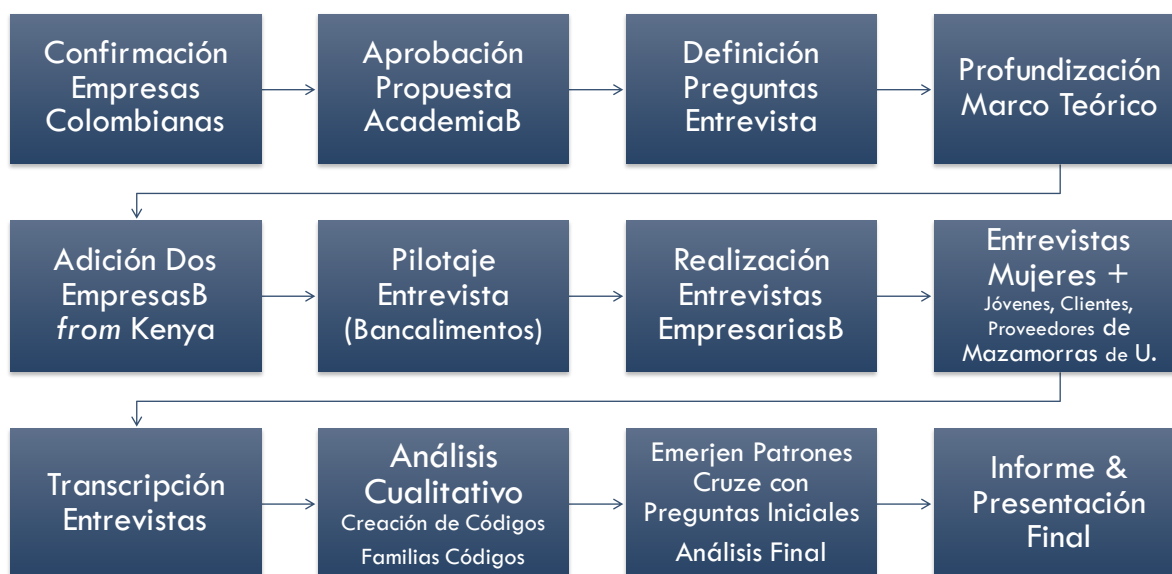 Confirmación
Empresas
Colombianas
Aprobación
Propuesta
AcademiaB
Definición
Preguntas
Entrevista
Profundización
Marco Teórico
Adición Dos
EmpresasB
from Kenya
Pilotaje
Entrevista
(Bancalimentos)
Realización
Entrevistas
EmpresariasB
Entrevistas
Mujeres +
Jóvenes, Clientes,
Proveedores de
Mazamorras de U.
Transcripción
Entrevistas
Análisis
Cualitativo
Creación de Códigos
Familias Códigos
Emerjen Patrones
Cruze con
Preguntas Iniciales
Análisis Final
Informe &
Presentación
Final